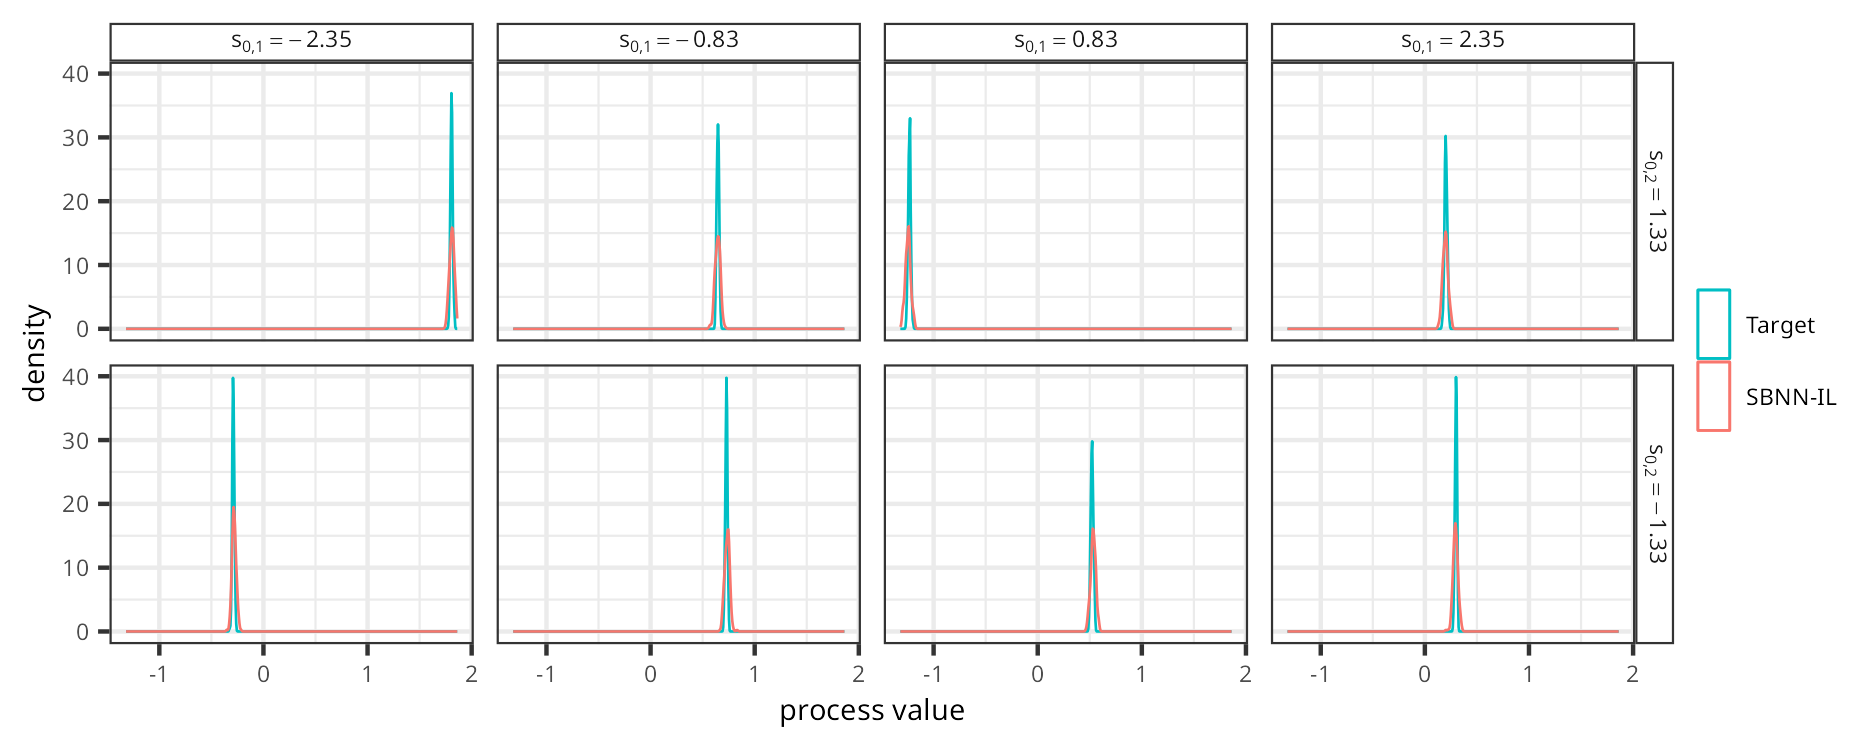 s0,1 = − 2.35
s0,1 = − 0.83
s0,1 = 0.83
s0,1 = 2.35
40
30
20
10
0
s0,2 = 1.33
40
30
20
10
0
s0,2 = − 1.33
-1 0 1 2
-1 0 1 2
-1 0 1 2
-1 0 1 2
density
process value
Target
SBNN-IL